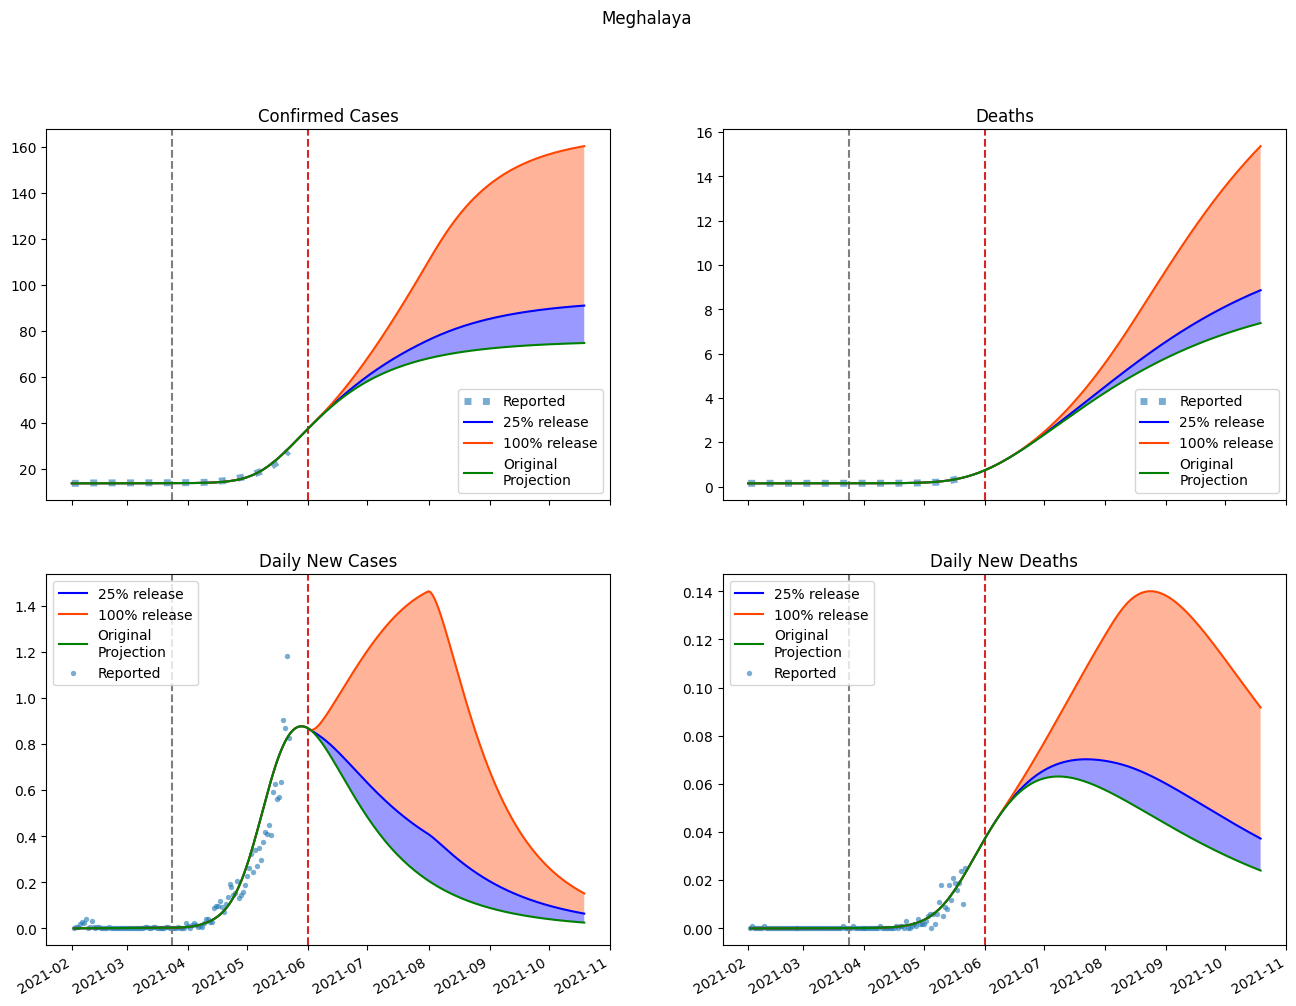 Meghalaya
Confirmed Cases
160
140
120
100
80
60
40
20
Reported
25% release
100% release
Original
Projection
Deaths
16
14
12
10
8
6
4
2
0
Reported
25% release
100% release
Original
Projection
Daily New Cases
1.4
1.2
1.0
0.8
0.6
0.4
0.2
0.0
25% release
100% release
Original
Projection
Reported
2021-02
2021-03
2021-04
2021-05
2021-06
2021-07
2021-08
2021-09
2021-10
2021-11
Daily New Deaths
0.14
0.12
0.10
0.08
0.06
0.04
0.02
0.00
25% release
100% release
Original
Projection
Reported
2021-02
2021-03
2021-04
2021-05
2021-06
2021-07
2021-08
2021-09
2021-10
2021-11